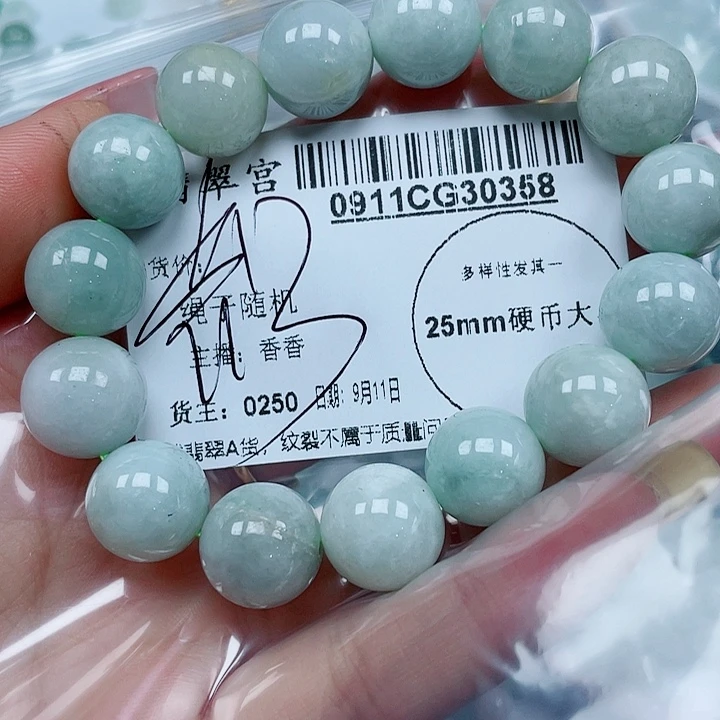 翠宫
0911CG30358
多样性发其一
25mm硬币大
货价:
绳子随机
主播：香香
货主：0250 日期：9月11日
翡翠A货，纹裂不属于质量问